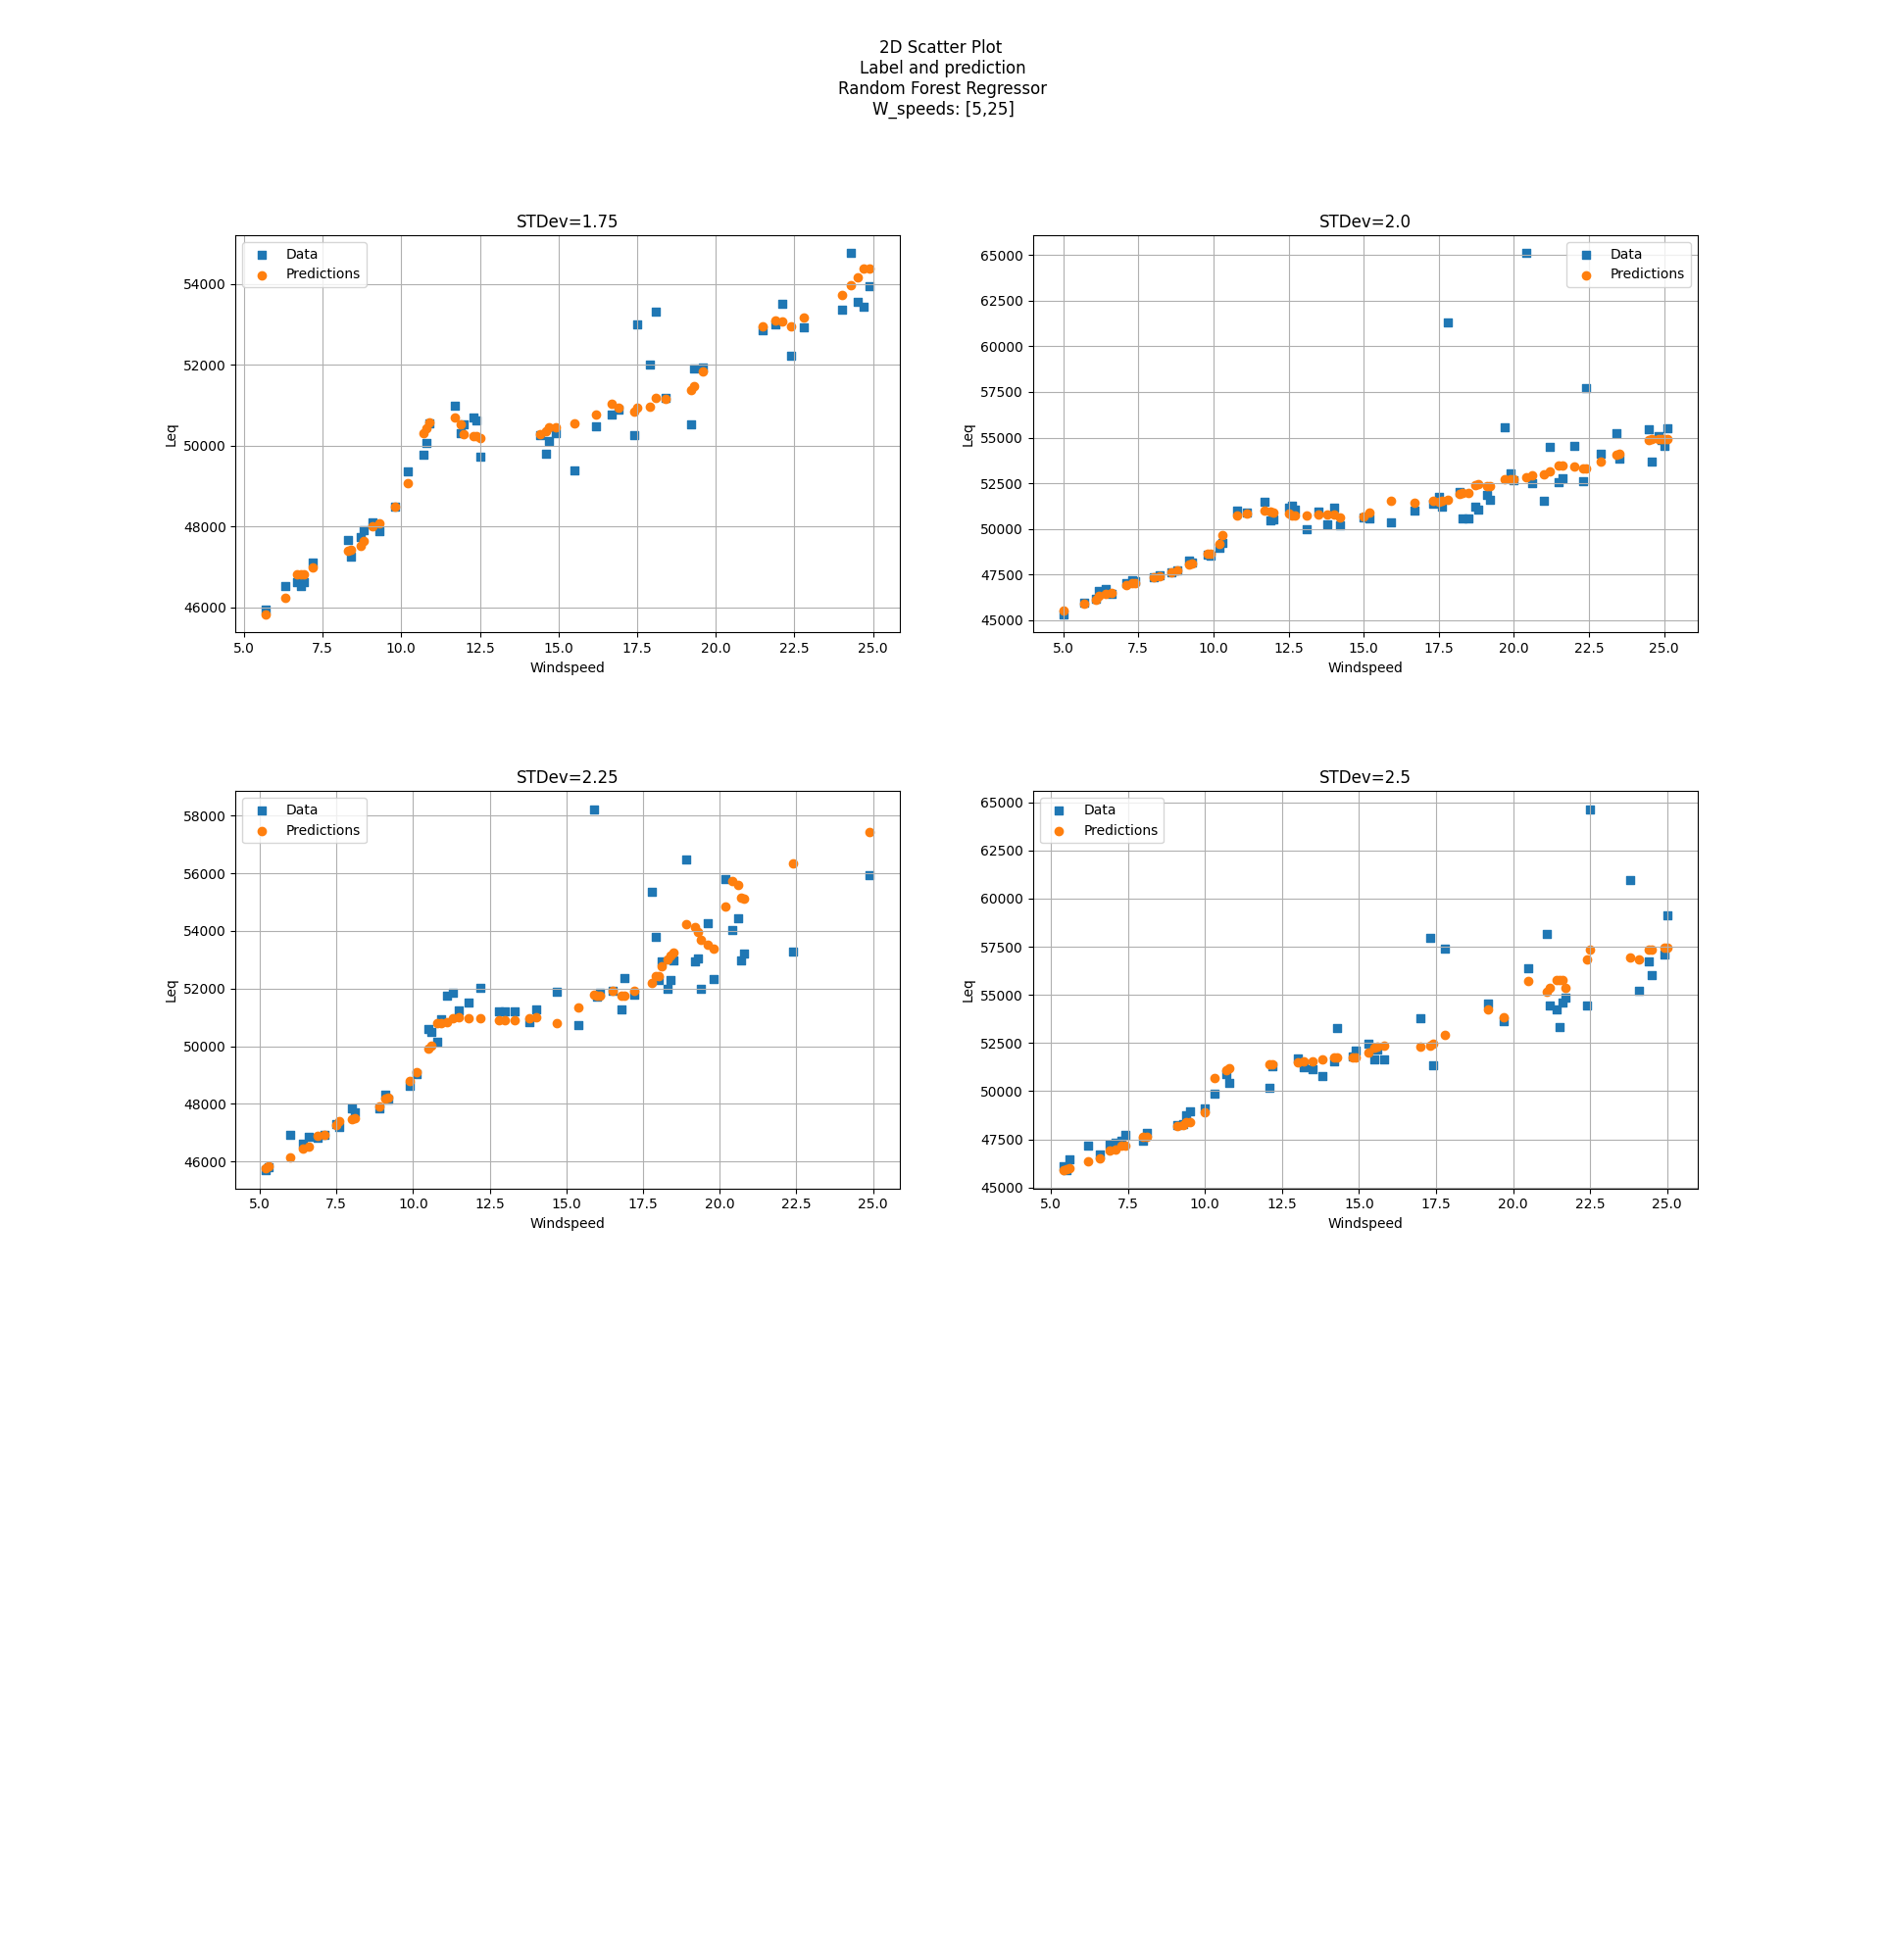 2D Scatter Plot
Label and prediction
Random Forest Regressor
W_speeds: [5,25]
STDev=1.75
Data
Predictions
54000
52000
50000
48000
46000
Leq
5.0 7.5 10.0 12.5 15.0 17.5 20.0 22.5 25.0
Windspeed
STDev=2.0
Data
Predictions
65000
62500
60000
57500
55000
52500
50000
47500
45000
Leq
5.0 7.5 10.0 12.5 15.0 17.5 20.0 22.5 25.0
Windspeed
STDev=2.25
Data
Predictions
58000
56000
54000
52000
50000
48000
46000
Leq
5.0 7.5 10.0 12.5 15.0 17.5 20.0 22.5 25.0
Windspeed
STDev=2.5
Data
Predictions
65000
62500
60000
57500
55000
52500
50000
47500
45000
Leq
5.0 7.5 10.0 12.5 15.0 17.5 20.0 22.5 25.0
Windspeed